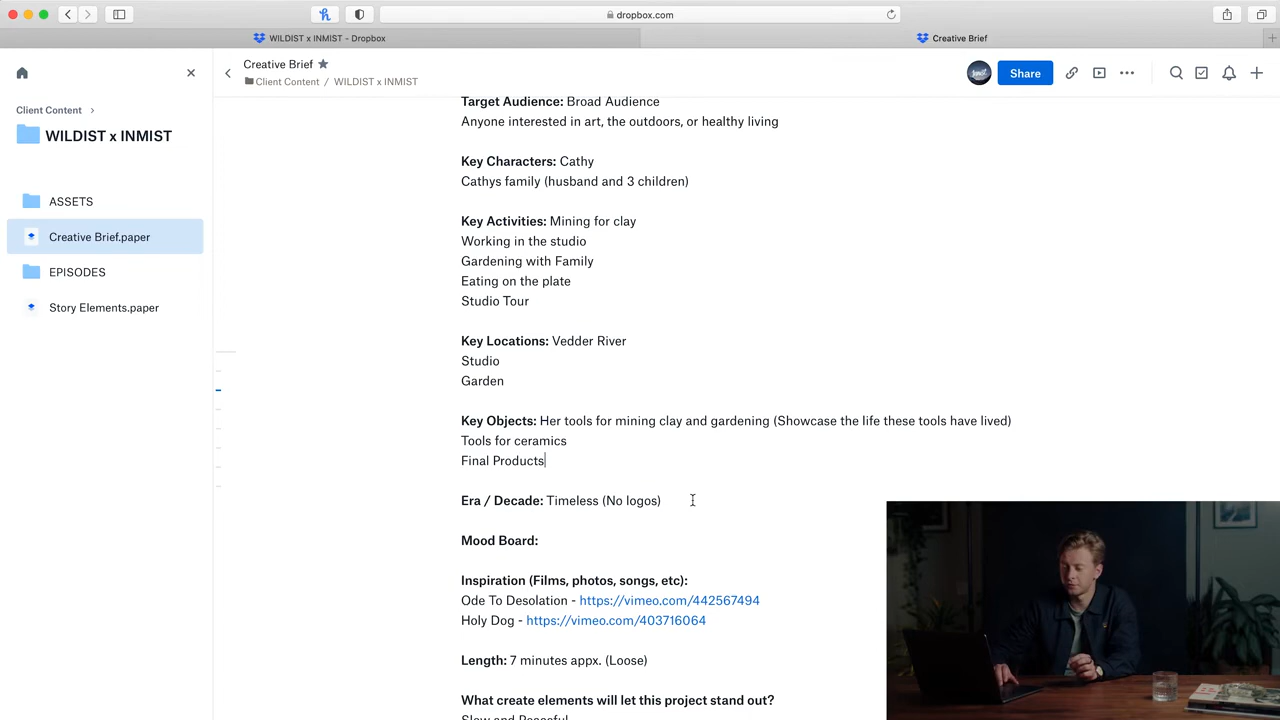 dropbox.com
WILDIST x INMIST - Dropbox
Creative Brief
Creative Brief
Client Content / WILDIST x INMIST
Share
Client Content
WILDIST x INMIST
ASSETS
Creative Brief.paper
EPISODES
Story Elements.paper
Target Audience: Broad Audience
Anyone interested in art, the outdoors, or healthy living
Key Characters: Cathy
Cathys family (husband and 3 children)
Key Activities: Mining for clay
Working in the studio
Gardening with Family
Eating on the plate
Studio Tour
Key Locations: Vedder River
Studio
Garden
Key Objects: Her tools for mining clay and gardening (Showcase the life these tools have lived)
Tools for ceramics
Final Products
Era / Decade: Timeless (No logos)
Mood Board:
Inspiration (Films, photos, songs, etc):
Ode To Desolation - https://vimeo.com/442567494
Holy Dog - https://vimeo.com/403716064
Length: 7 minutes appx. (Loose)
What create elements will let this project stand out?
Slow and Peaceful